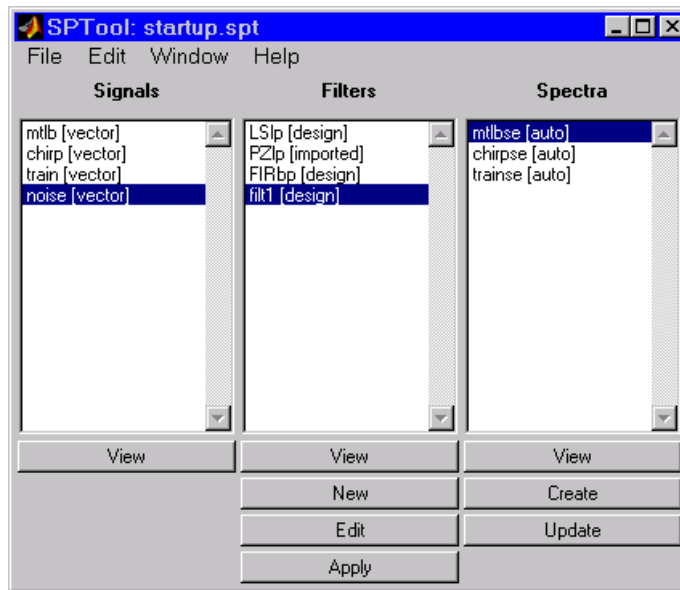 SPTool: startup.spt
File Edit Window Help
Signals Filters Spectra
mtlb [vector]
chirp [vector]
train [vector]
noise [vector]
LSlp [design]
PZlp [imported]
FIRbp [design]
filt1 [design]
mtlbse [auto]
chirpse [auto]
trainse [auto]
View View View
New Create
Edit Update
Apply